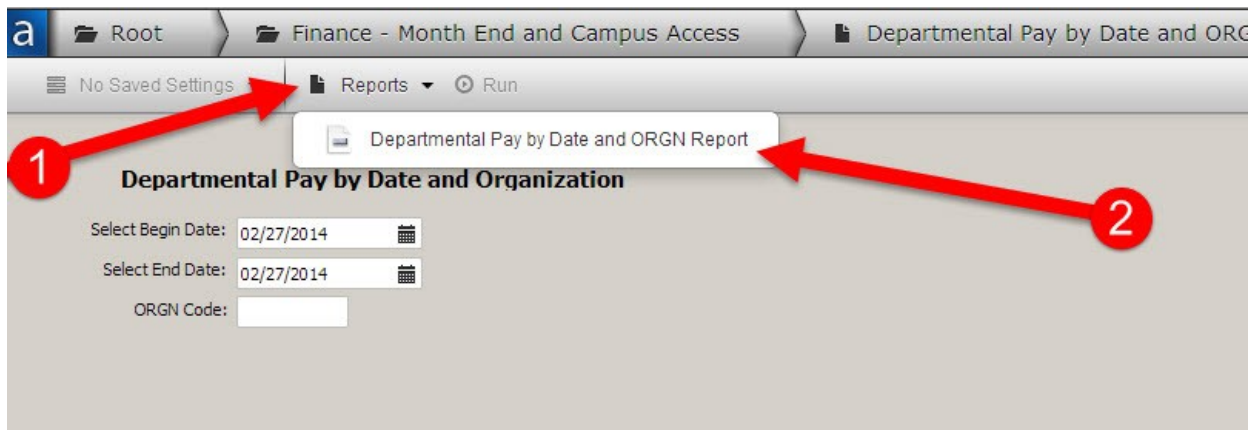 a Root Finance - Month End and Campus Access Departmental Pay by Date and ORG
No Saved Settings Reports Run
Departmental Pay by Date and ORGN Report
1
Departmental Pay by Date and Organization
2
Select Begin Date: 02/27/2014
Select End Date: 02/27/2014
ORGN Code: